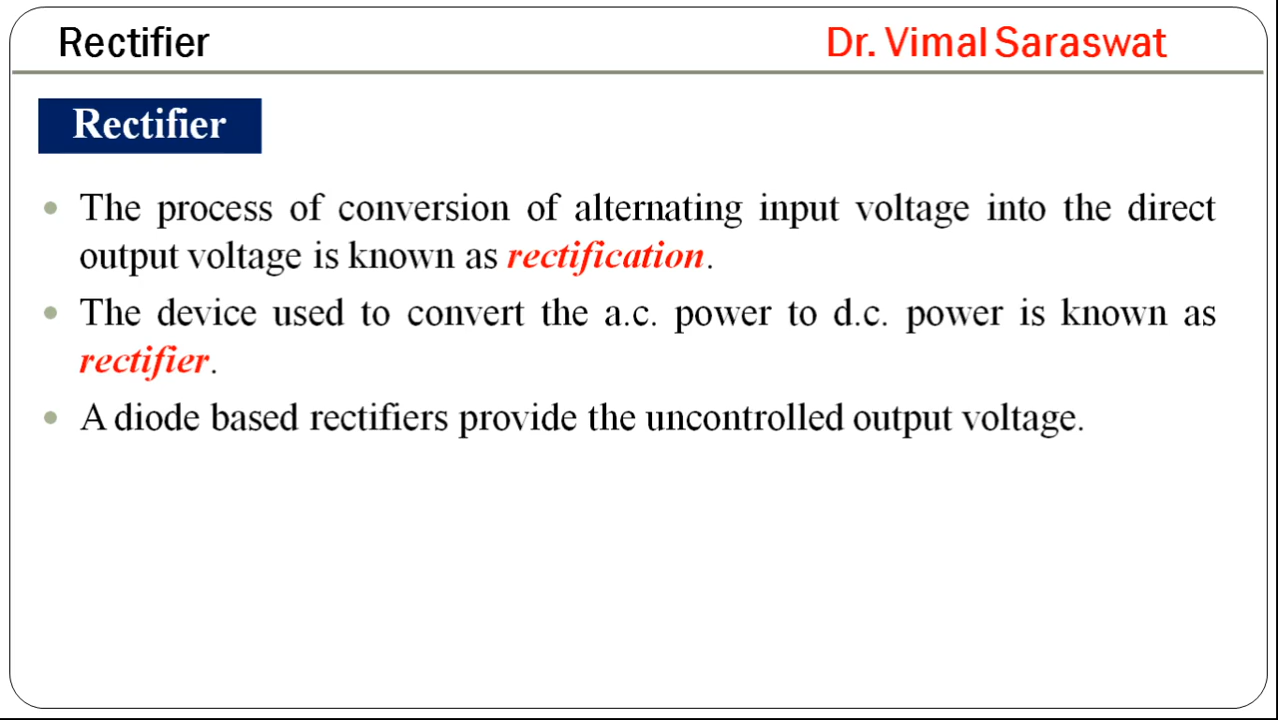 Rectifier
Dr. Vimal Saraswat
Rectifier
• The process of conversion of alternating input voltage into the direct
output voltage is known as rectification.
• The device used to convert the a.c. power to d.c. power is known as
rectifier.
• A diode based rectifiers provide the uncontrolled output voltage.